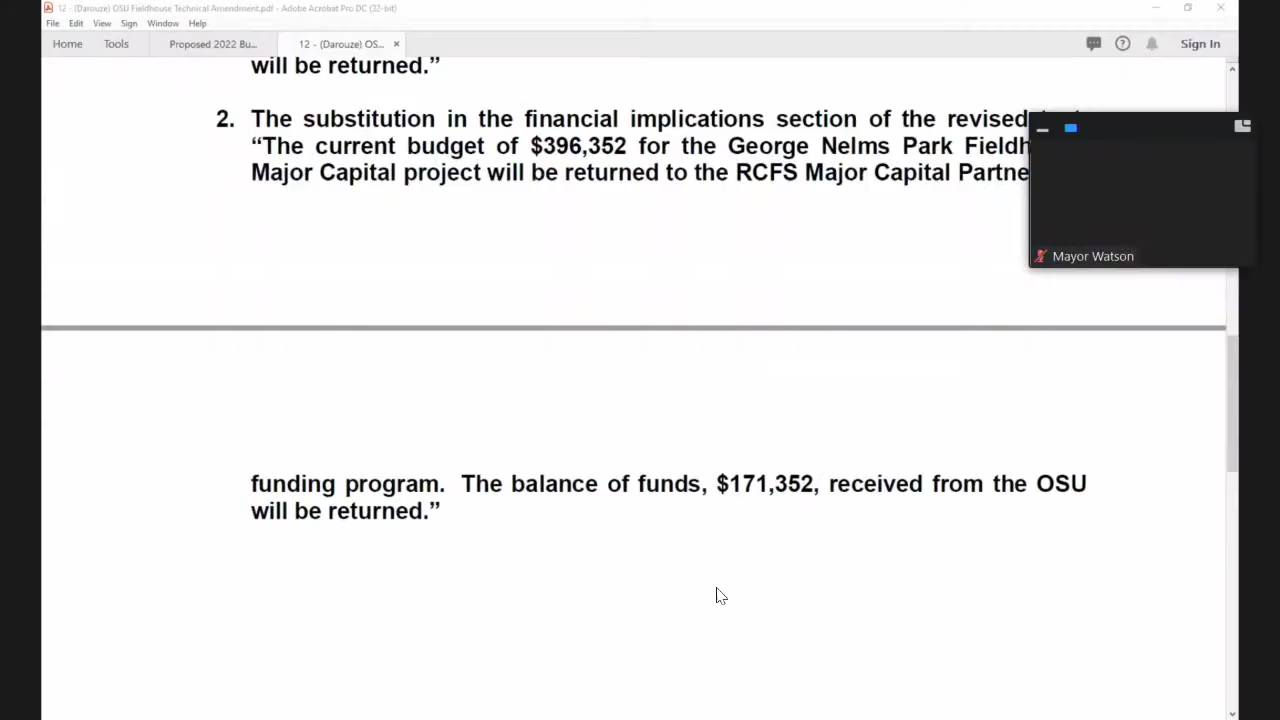 12 - (Darouze) OSU Fieldhouse Technical Amendment.pdf - Adobe Acrobat Pro DC (32-bit)
File Edit View Sign Window Help
Home Tools Proposed 2022 Bu... 12 - (Darouze) OS... × Sign In
will be returned.”
2. The substitution in the financial implications section of the revised
“The current budget of $396,352 for the George Nelms Park Fieldh
Major Capital project will be returned to the RCFS Major Capital Partne
Mayor Watson
funding program. The balance of funds, $171,352, received from the OSU
will be returned.”